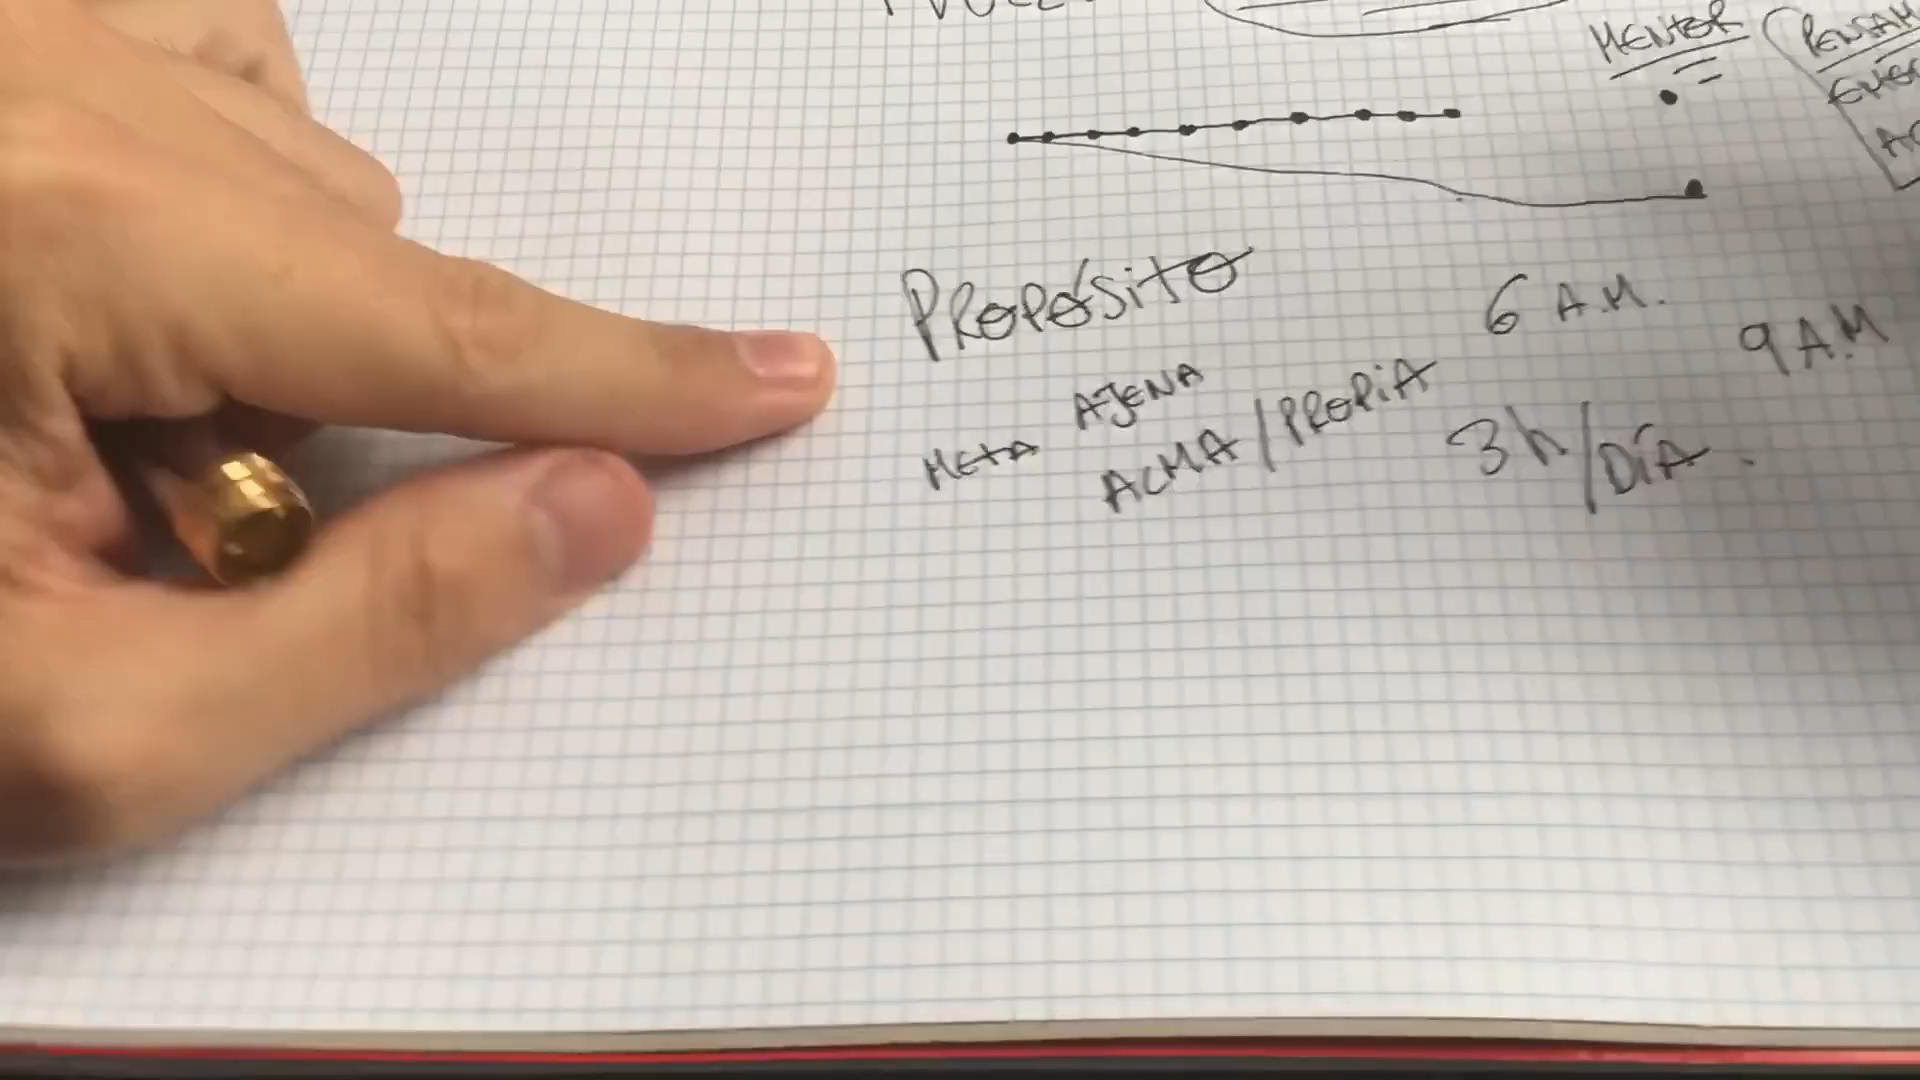 MENTOR
Propósito
6 A.M.
9 A.M
META AJENA
ALMA / PROPIA
3h/DÍA.